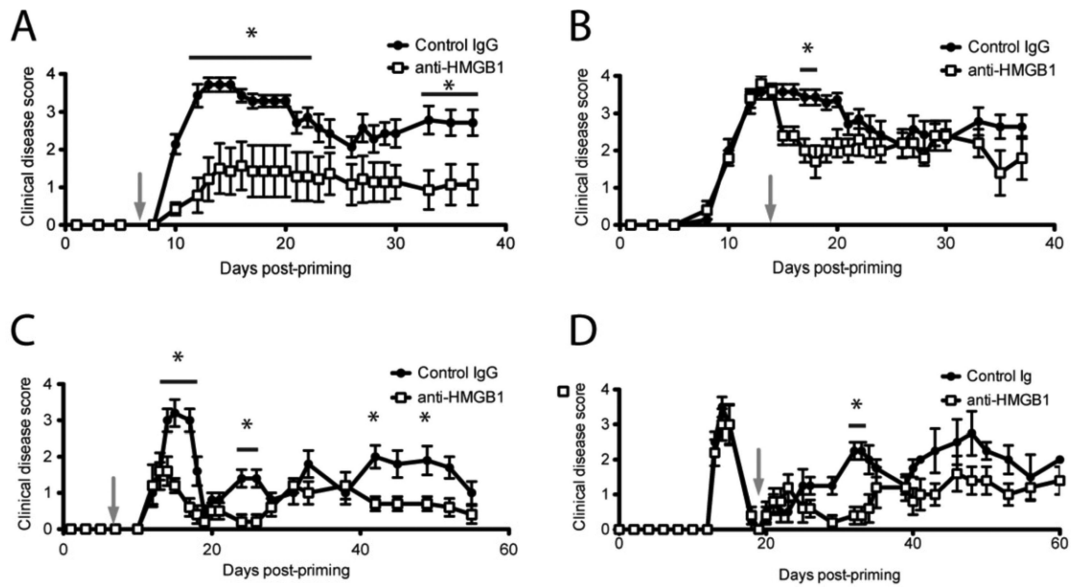 A
*
Control IgG
anti-HMGB1
*
Clinical disease score
4
3
2
1
0
0 10 20 30 40
Days post-priming
B
*
Control IgG
anti-HMGB1
Clinical disease score
4
3
2
1
0
0 10 20 30 40
Days post-priming
C
*
Control IgG
anti-HMGB1
*
*
*
Clinical disease score
4
3
2
1
0
0 20 40 60
Days post-priming
D
*
Control Ig
anti-HMGB1
Clinical disease score
4
3
2
1
0
0 20 40 60
Days post-priming